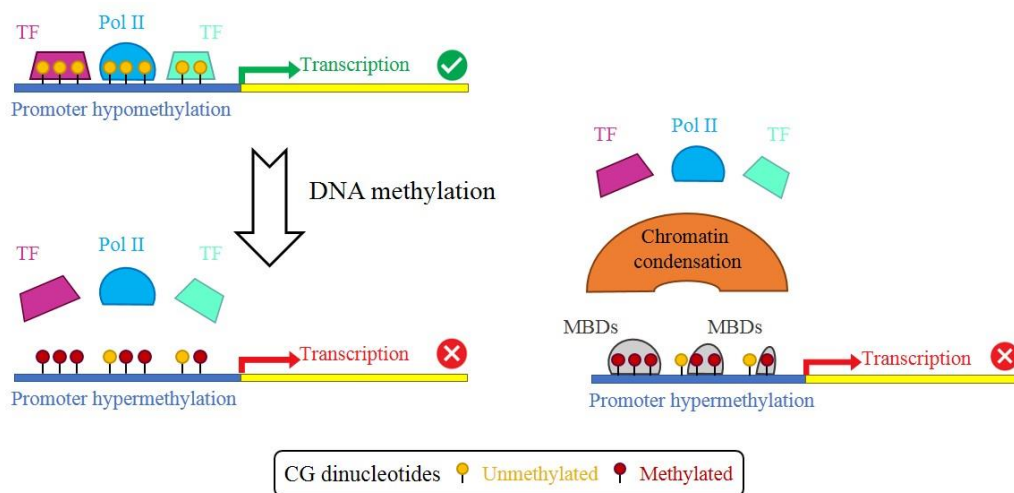 TF
Pol II
TF
Transcription
Promoter hypomethylation
DNA methylation
TF
Pol II
TF
Transcription
Promoter hypermethylation
TF
Pol II
TF
Chromatin
condensation
MBDs
MBDs
Transcription
Promoter hypermethylation
CG dinucleotides
Unmethylated
Methylated